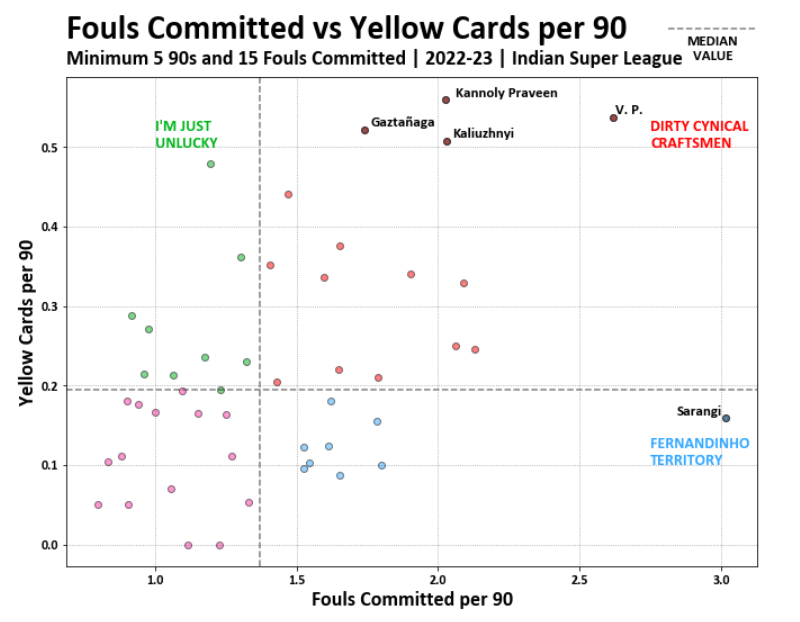 Fouls Committed vs Yellow Cards per 90
Minimum 5 90s and 15 Fouls Committed | 2022-23 | Indian Super League
MEDIAN
VALUE
Kannoly Praveen
V. P.
Gaztañaga
Kaliuzhnyi
I'M JUST
UNLUCKY
DIRTY CYNICAL
CRAFTSMEN
Sarangi
FERNANDINHO
TERRITORY
Yellow Cards per 90
0.5
0.4
0.3
0.2
0.1
0.0
1.0 1.5 2.0 2.5 3.0
Fouls Committed per 90